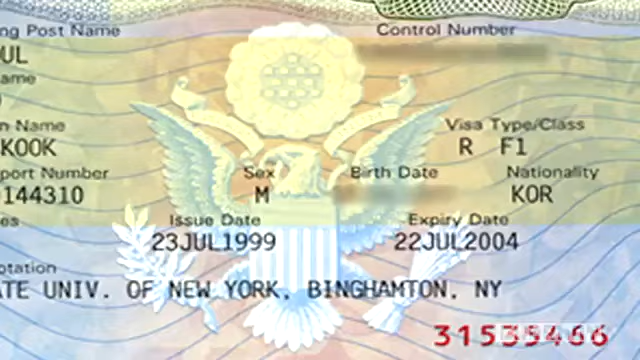 ng Post Name Control Number
UL
ame
n Name Visa Type/Class
KOOK R F1
port Number Sex Birth Date Nationality
144310 M KOR
es Issue Date Expiry Date
23JUL1999 22JUL2004
otation
ATE UNIV. OF NEW YORK, BINGHAMTON, NY